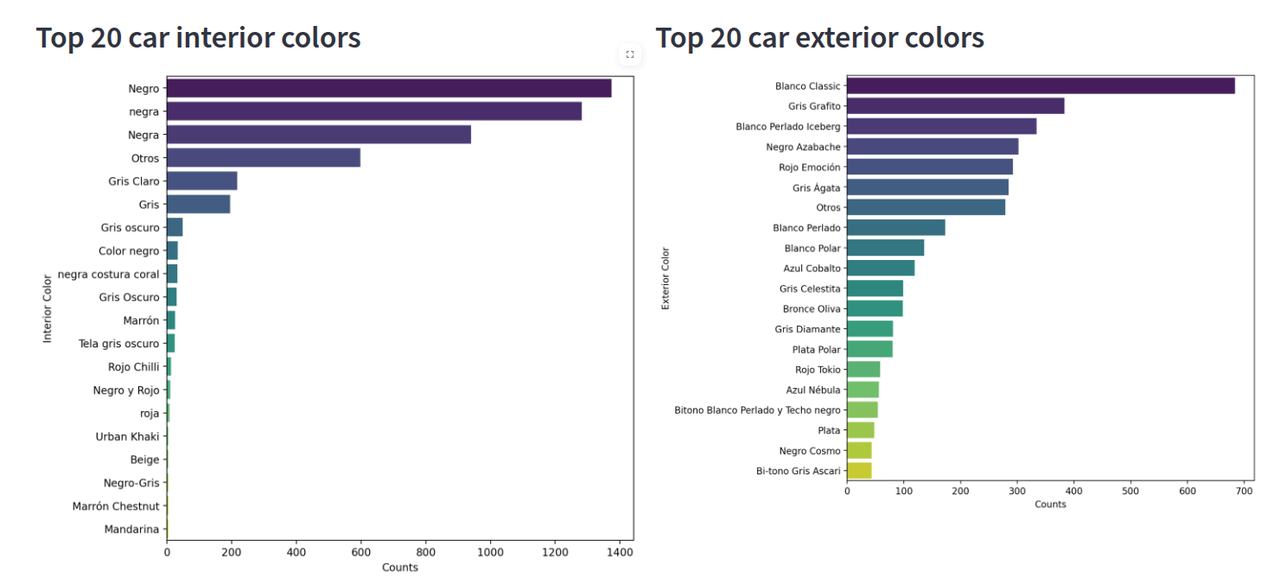 Top 20 car interior colors
Negro
negra
Negra
Otros
Gris Claro
Gris
Gris oscuro
Color negro
negra costura coral
Gris Oscuro
Marrón
Tela gris oscuro
Rojo Chilli
Negro y Rojo
roja
Urban Khaki
Beige
Negro-Gris
Marrón Chestnut
Mandarina
Interior Color
0 200 400 600 800 1000 1200 1400
Counts
Top 20 car exterior colors
Blanco Classic
Gris Grafito
Blanco Perlado Iceberg
Negro Azabache
Rojo Emoción
Gris Ágata
Otros
Blanco Perlado
Blanco Polar
Azul Cobalto
Gris Celestita
Bronce Oliva
Gris Diamante
Plata Polar
Rojo Tokio
Azul Nébula
Bitono Blanco Perlado y Techo negro
Plata
Negro Cosmo
Bi-tono Gris Ascari
Exterior Color
0 100 200 300 400 500 600 700
Counts